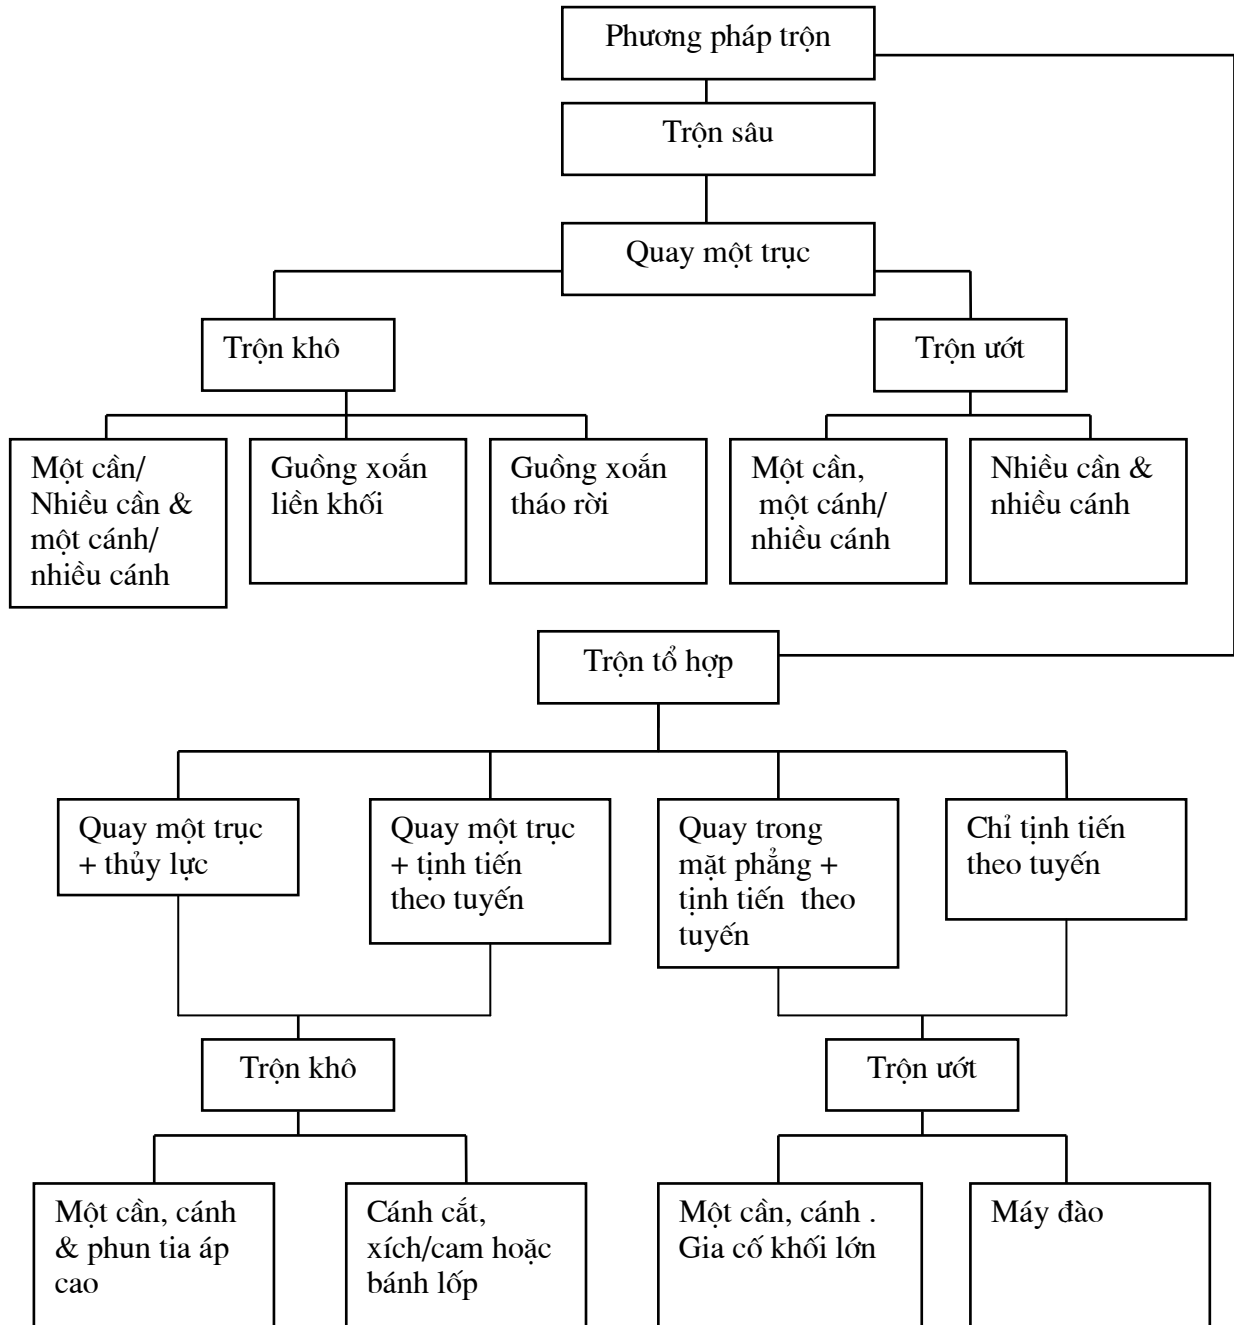 Phương pháp trộn
Trộn sâu
Quay một trục
Trộn khô
Trộn ướt
Một cần/
Nhiều cần &
một cánh/
nhiều cánh
Guồng xoắn
liền khối
Guồng xoắn
tháo rời
Một cần,
một cánh/
nhiều cánh
Nhiều cần &
nhiều cánh
Trộn tổ hợp
Quay một trục
+ thủy lực
Quay một trục
+ tịnh tiến
theo tuyến
Quay trong
mặt phẳng +
tịnh tiến theo
tuyến
Chỉ tịnh tiến
theo tuyến
Trộn khô
Trộn ướt
Một cần, cánh
& phun tia áp
cao
Cánh cắt,
xích/cam hoặc
bánh lốp
Một cần, cánh .
Gia cố khối lớn
Máy đào